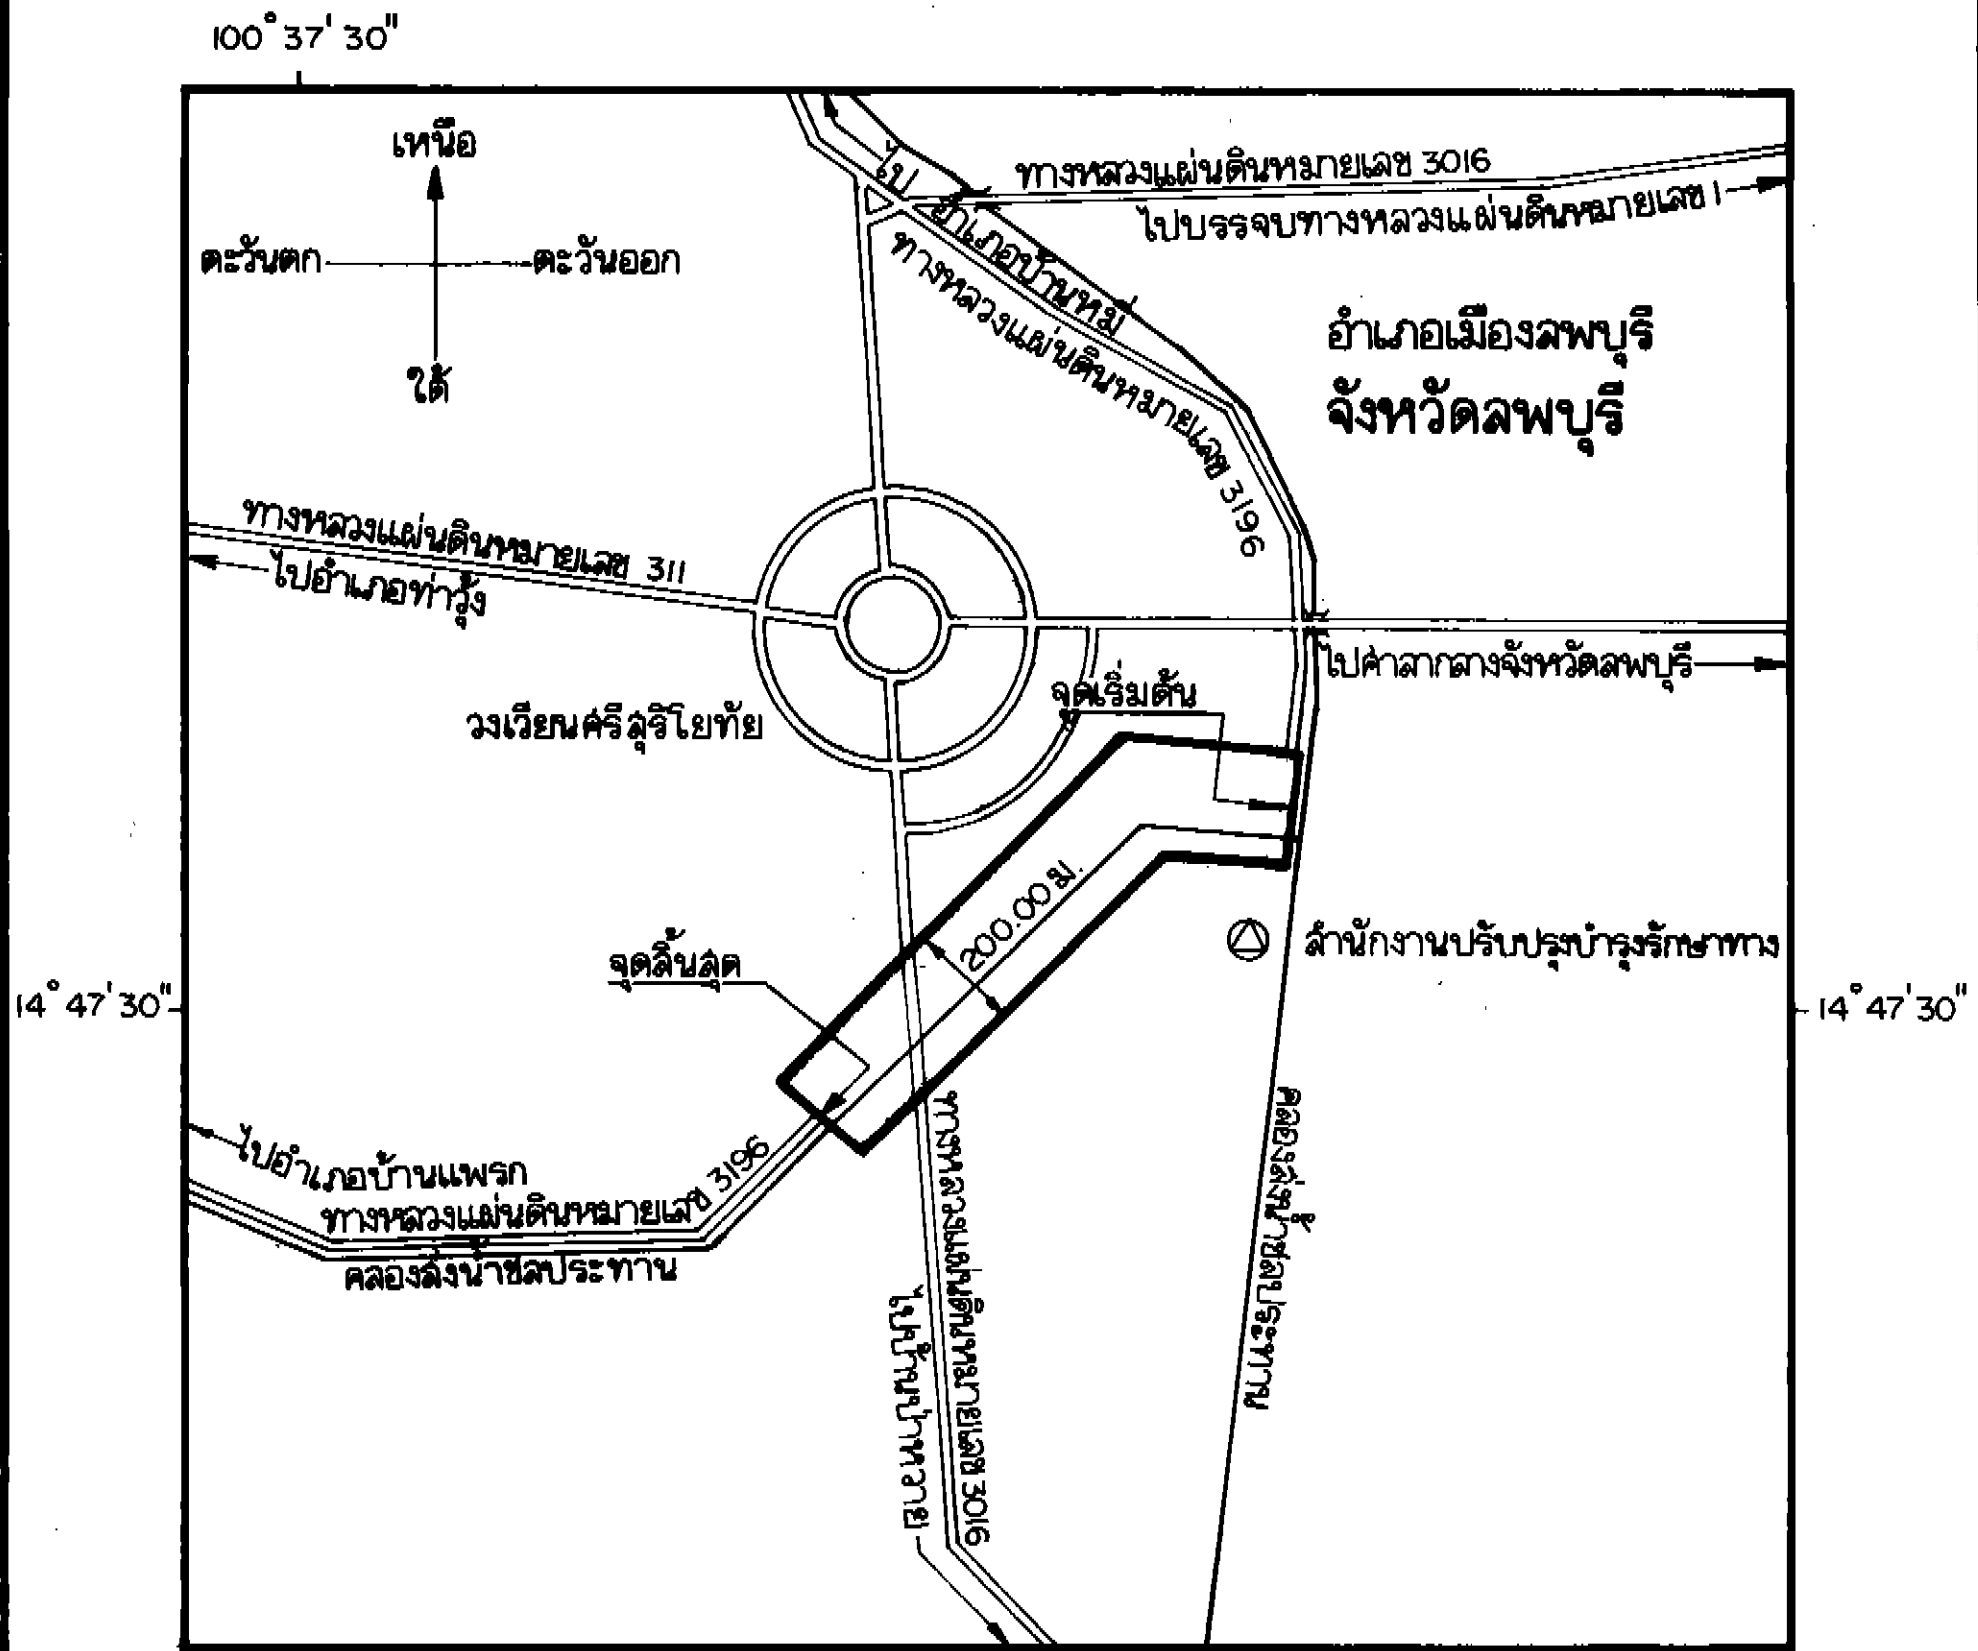 100° 37' 30"
เหนือ
ตะวันตก
ตะวันออก
ใต้
ทางหลวงแผ่นดินหมายเลข 3016
ไปบรรจบทางหลวงแผ่นดินหมายเลข 1
ไปอำเภอบ้านหมี่
ทางหลวงแผ่นดินหมายเลข 3196
อำเภอเมืองลพบุรี
จังหวัดลพบุรี
ทางหลวงแผ่นดินหมายเลข 311
ไปอำเภอท่าวุ้ง
ไปศาลากลางจังหวัดลพบุรี
วงเวียนศรีสุริโยทัย
จุดเริ่มต้น
200.00 ม.
จุดสิ้นสุด
สำนักงานปรับปรุงบำรุงรักษาทาง
14° 47' 30"
14° 47' 30"
ไปอำเภอบ้านแพรก
ทางหลวงแผ่นดินหมายเลข 3196
คลองส่งน้ำชลประทาน
ทางหลวงแผ่นดินหมายเลข 3016
ไปบ้านป่าหวาย
คลองส่งน้ำชลประทาน